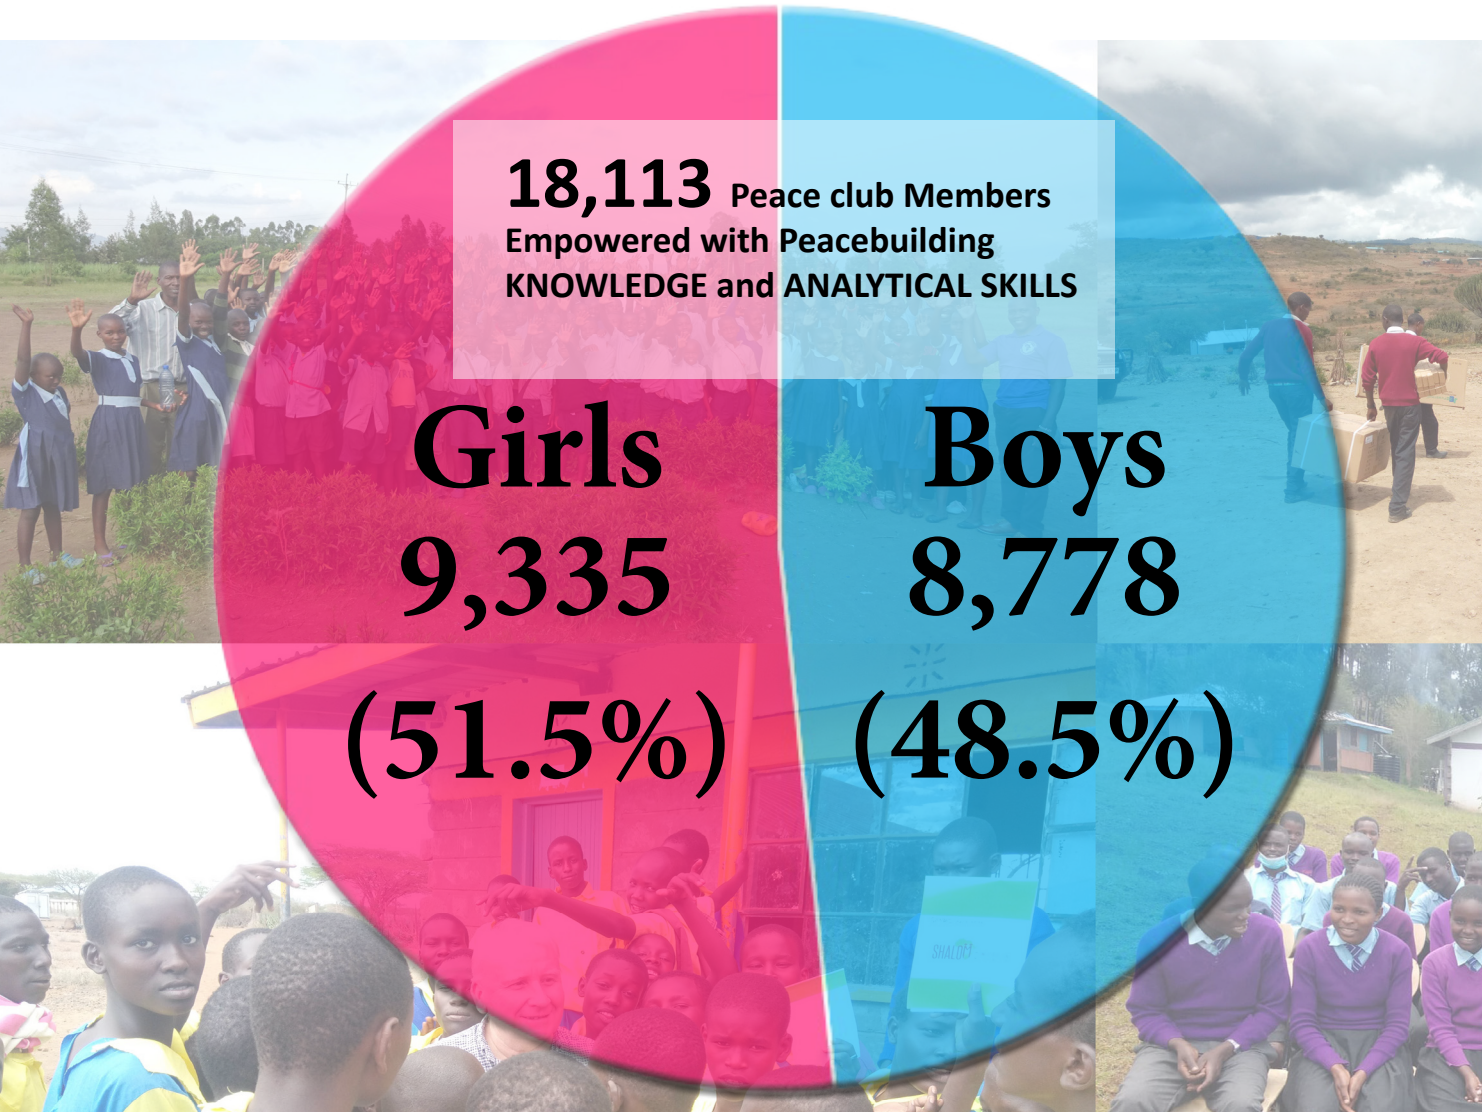 18,113 Peace club Members
Empowered with Peacebuilding
KNOWLEDGE and ANALYTICAL SKILLS
Girls
9,335
(51.5%)
Boys
8,778
(48.5%)
SHALOM